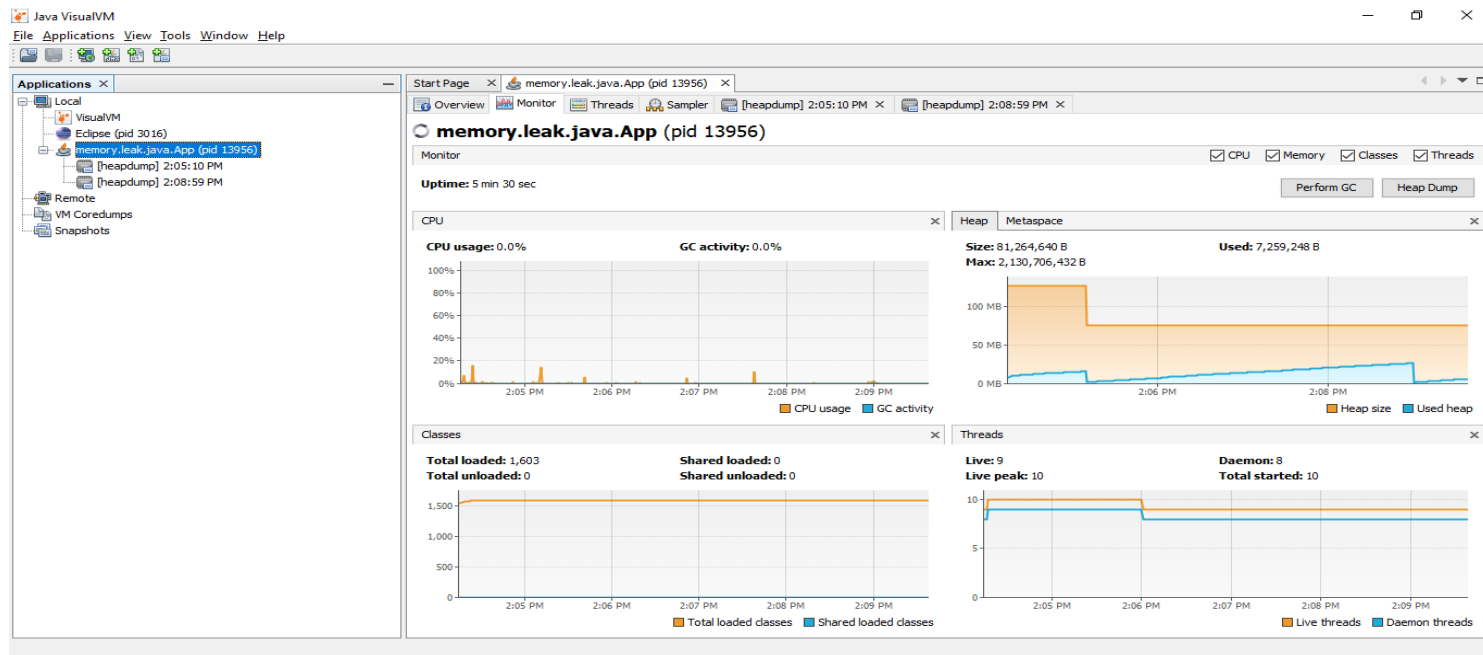 Java VisualVM
File Applications View Tools Window Help
Applications
Local
VisualVM
Eclipse (pid 3016)
memory.leak.java.App (pid 13956)
[heapdump] 2:05:10 PM
[heapdump] 2:08:59 PM
Remote
VM Coredumps
Snapshots
Start Page memory.leak.java.App (pid 13956)
Overview Monitor Threads Sampler [heapdump] 2:05:10 PM [heapdump] 2:08:59 PM
memory.leak.java.App (pid 13956)
Monitor CPU Memory Classes Threads
Uptime: 5 min 30 sec
Perform GC Heap Dump
CPU
CPU usage: 0.0% GC activity: 0.0%
100%
80%
60%
40%
20%
0%
2:05 PM 2:06 PM 2:07 PM 2:08 PM 2:09 PM
CPU usage GC activity
Heap Metaspace
Size: 81,264,640 B Used: 7,259,248 B
Max: 2,130,706,432 B
100 MB
50 MB
0 MB
2:06 PM 2:08 PM
Heap size Used heap
Classes
Total loaded: 1,603 Shared loaded: 0
Total unloaded: 0 Shared unloaded: 0
1,500
1,000
500
0
2:05 PM 2:06 PM 2:07 PM 2:08 PM 2:09 PM
Total loaded classes Shared loaded classes
Threads
Live: 9 Daemon: 8
Live peak: 10 Total started: 10
10
5
0
2:05 PM 2:06 PM 2:07 PM 2:08 PM 2:09 PM
Live threads Daemon threads